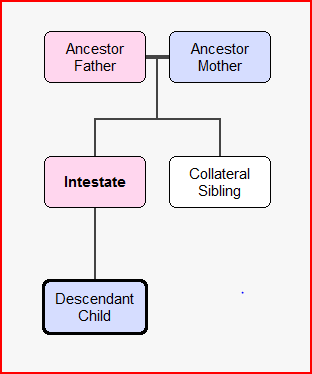 Ancestor
Father
Ancestor
Mother
Intestate
Collateral
Sibling
Descendant
Child